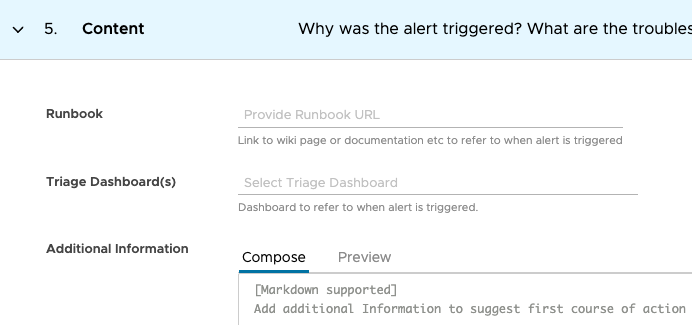 5. Content Why was the alert triggered? What are the troubles
Runbook Provide Runbook URL
Link to wiki page or documentation etc to refer to when alert is triggered
Triage Dashboard(s) Select Triage Dashboard
Dashboard to refer to when alert is triggered.
Additional Information Compose Preview
[Markdown supported]
Add additional Information to suggest first course of action